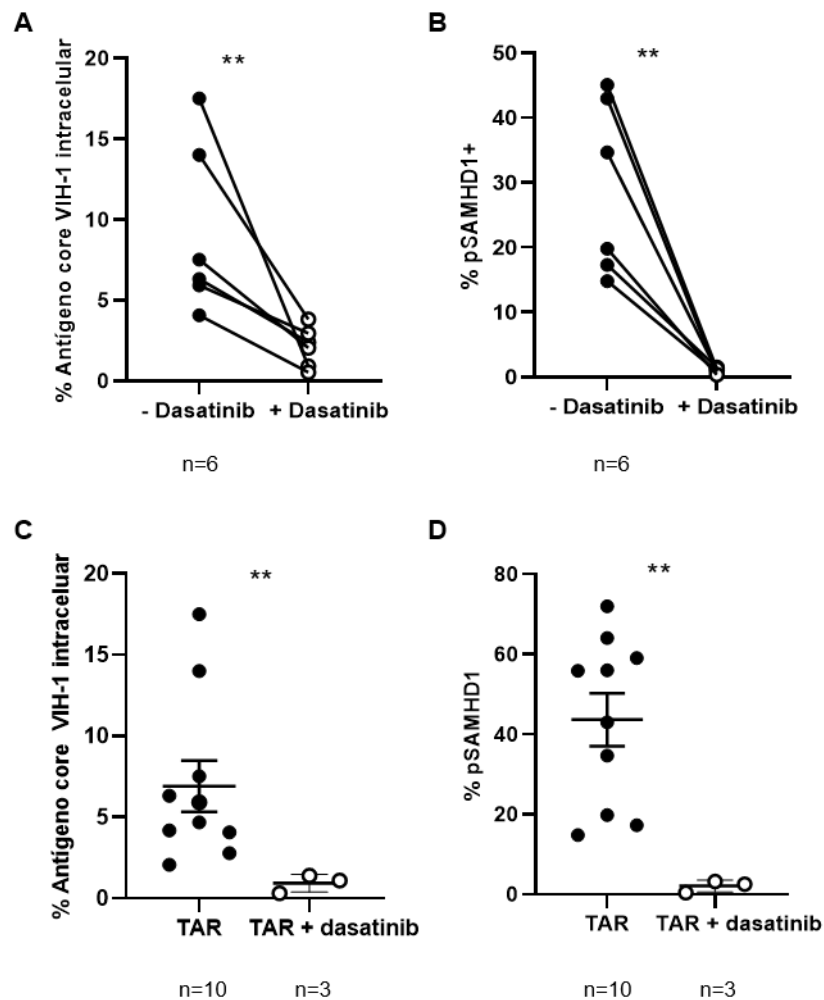 A
% Antígeno core VIH-1 intracelular
20
15
10
5
0
**
- Dasatinib + Dasatinib
n=6
B
% pSAMHD1+
50
40
30
20
10
0
**
- Dasatinib + Dasatinib
n=6
C
% Antígeno core VIH-1 intraceluar
20
15
10
5
0
**
TAR TAR + dasatinib
n=10 n=3
D
% pSAMHD1
80
60
40
20
0
**
TAR TAR + dasatinib
n=10 n=3